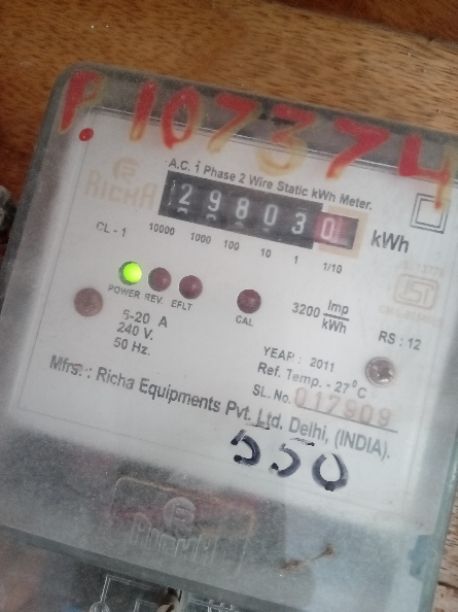 P.107374
RICHA
A.C. 1 Phase 2 Wire Static kWh Meter.
298030
kWh
CL - 1
10000 1000 100 10 1 1/10
POWER REV. EFLT
CAL
3200 Imp/kWh
5-20 A
240 V.
50 Hz.
RS : 12
YEAR : 2011
Ref. Temp. - 27°C
SL. No. 017909
Mfrs. : Richa Equipments Pvt. Ltd. Delhi, (INDIA).
550
RICHA